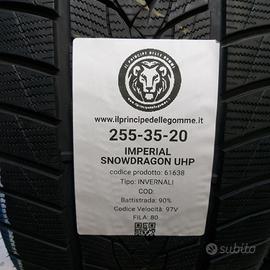 IL PRINCIPE DELLE GOMME
www.ilprincipedellegomme.it
255-35-20
IMPERIAL
SNOWDRAGON UHP
codice prodotto: 61638
Tipo: INVERNALI
COD:
Battistrada: 90%
Codice Velocità: 97V
FILA: 80
subito